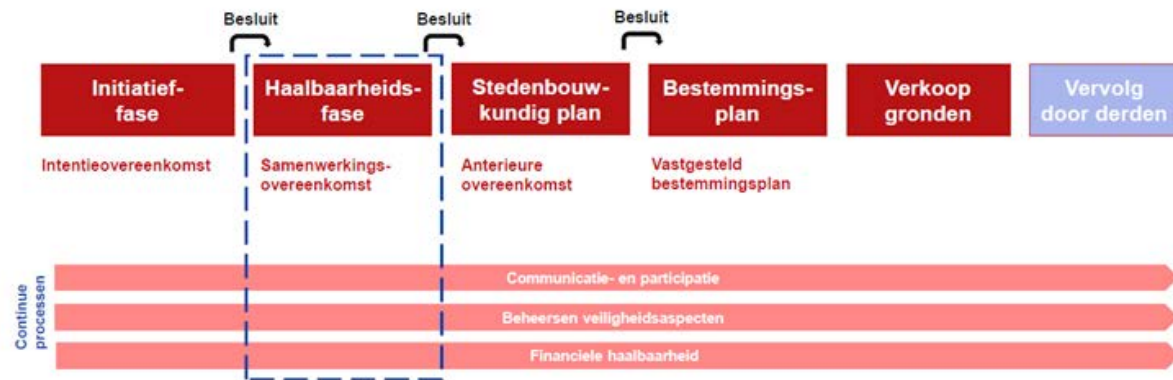 Besluit
Besluit
Besluit
Initiatief-
fase
Haalbaarheids-
fase
Stedenbouw-
kundig plan
Bestemmings-
plan
Verkoop
gronden
Vervolg
door derden
Intentieovereenkomst
Samenwerkings-
overeenkomst
Anterieure
overeenkomst
Vastgesteld
bestemmingsplan
Continue
processen
Communicatie- en participatie
Beheersen veiligheidsaspecten
Financiele haalbaarheid